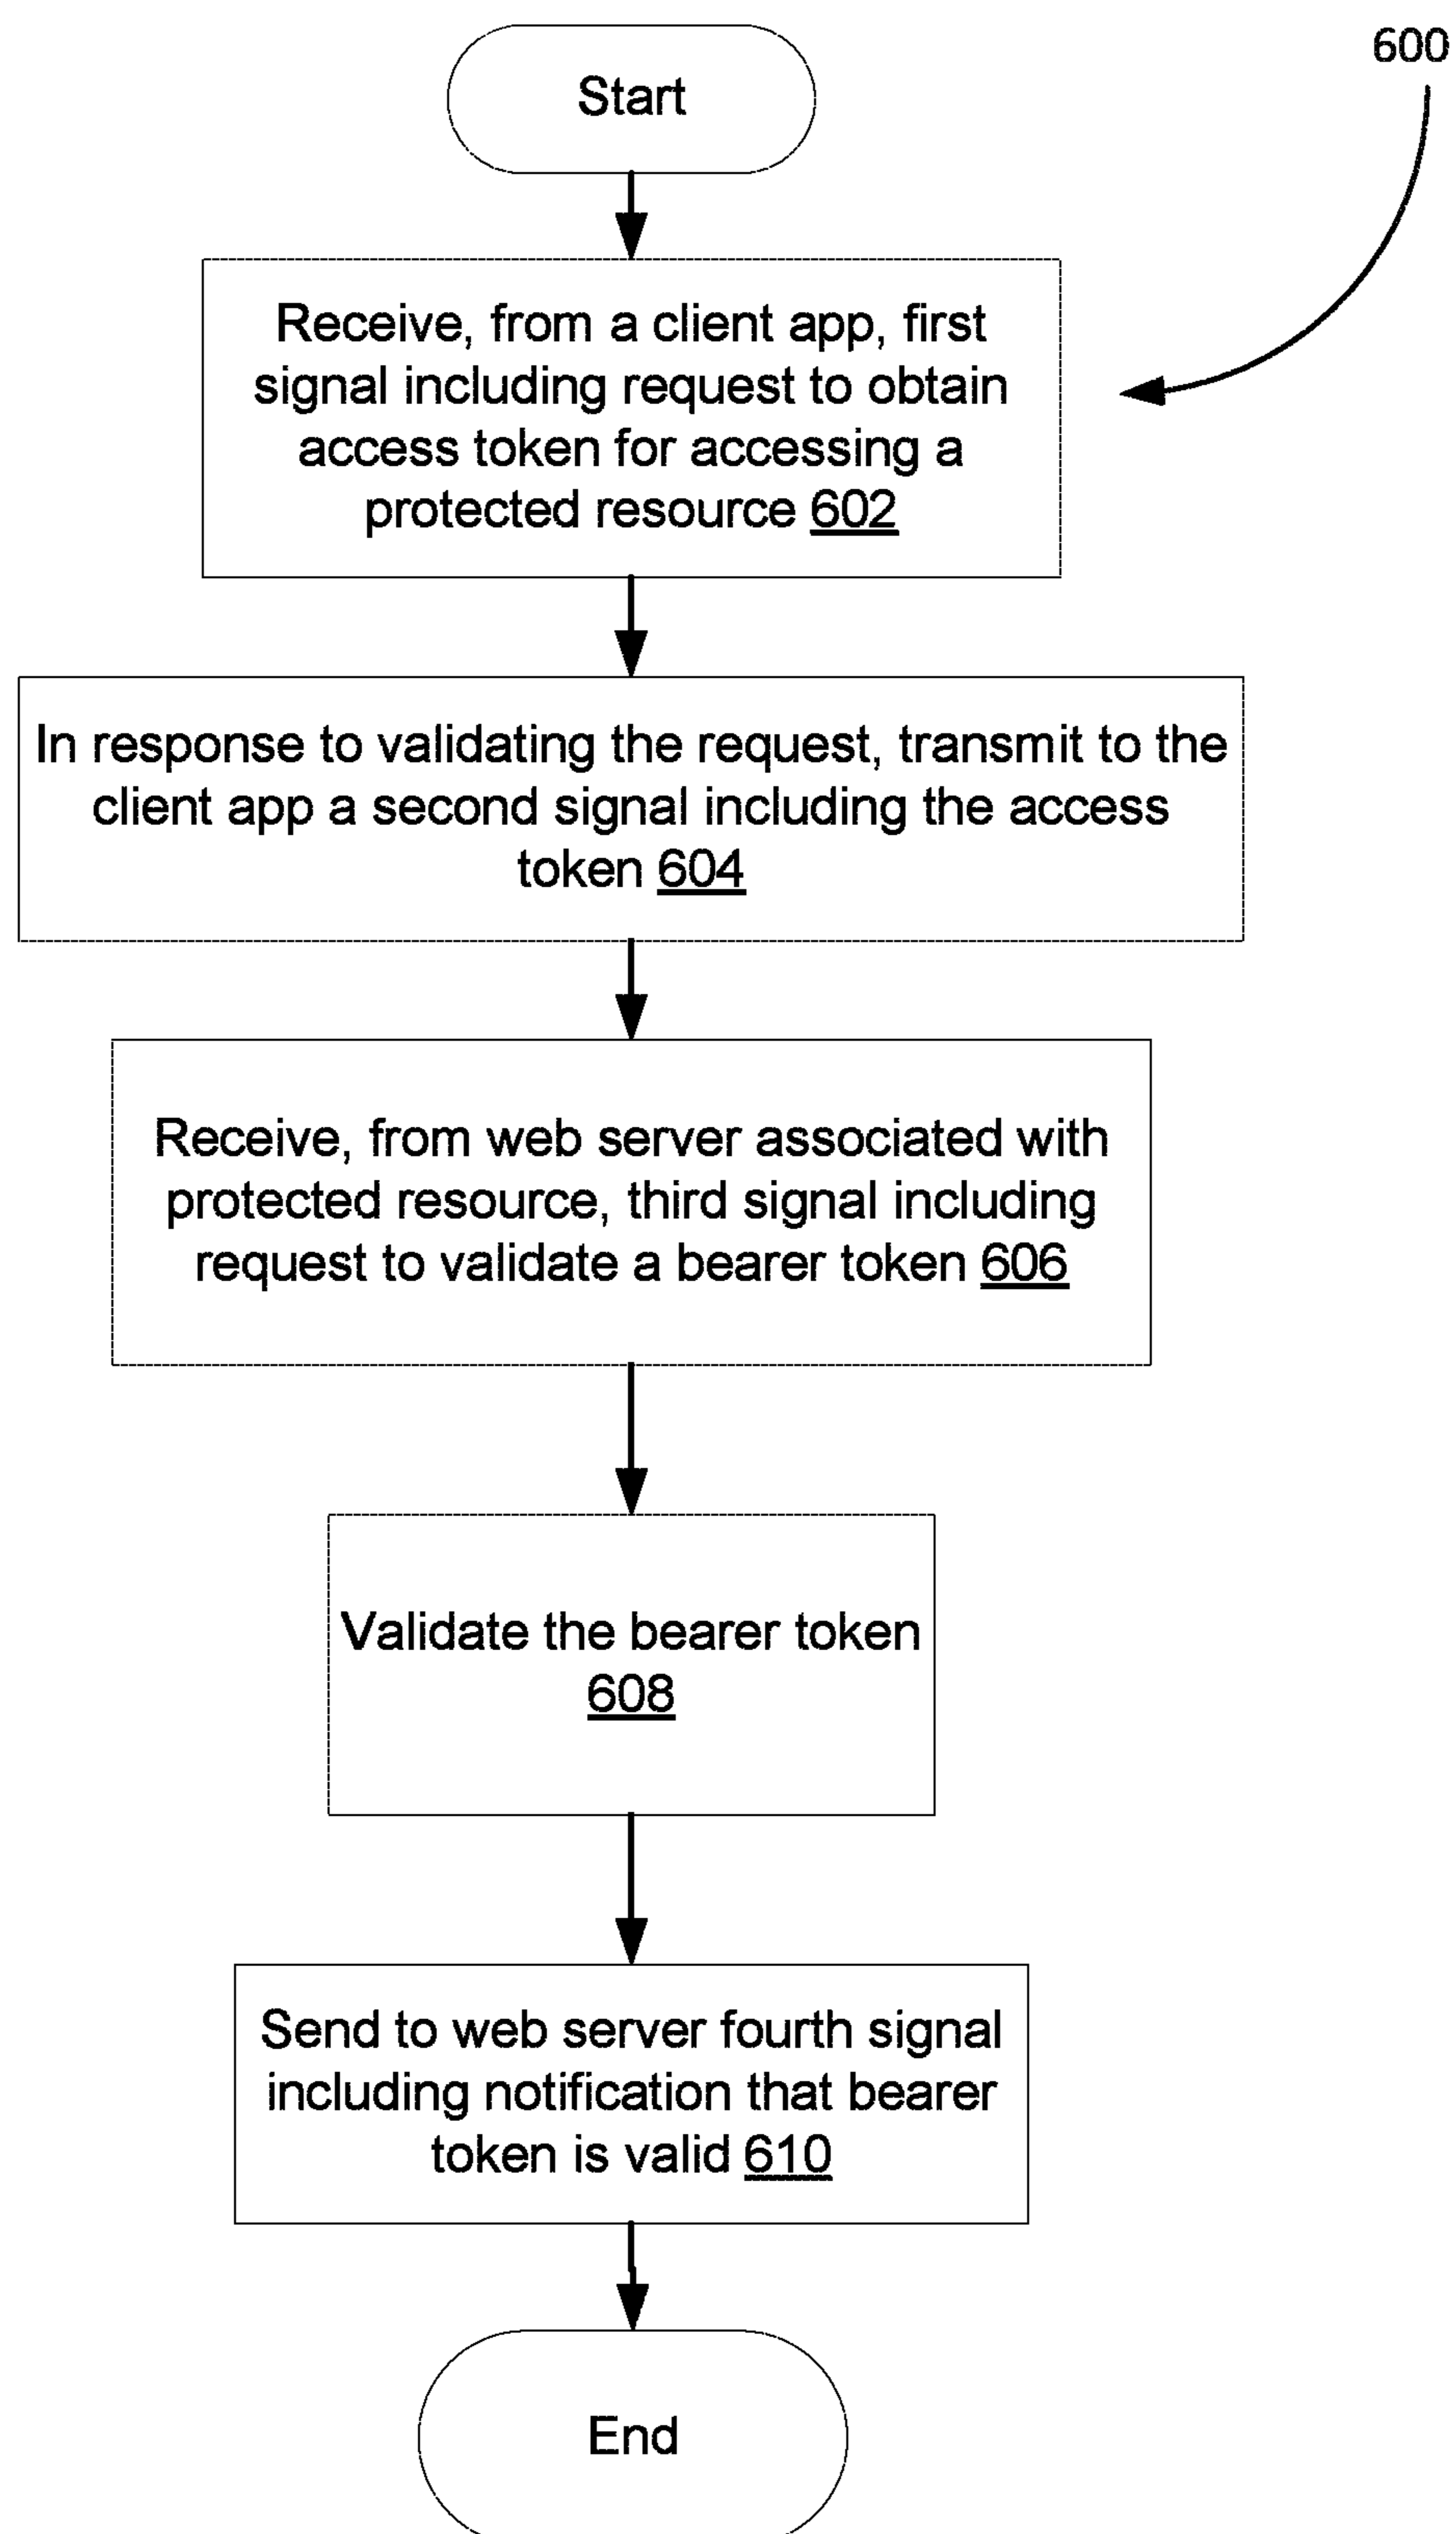 600
Start
Receive, from a client app, first
signal including request to obtain
access token for accessing a
protected resource 602
In response to validating the request, transmit to the
client app a second signal including the access
token 604
Receive, from web server associated with
protected resource, third signal including
request to validate a bearer token 606
Validate the bearer token
608
Send to web server fourth signal
including notification that bearer
token is valid 610
End